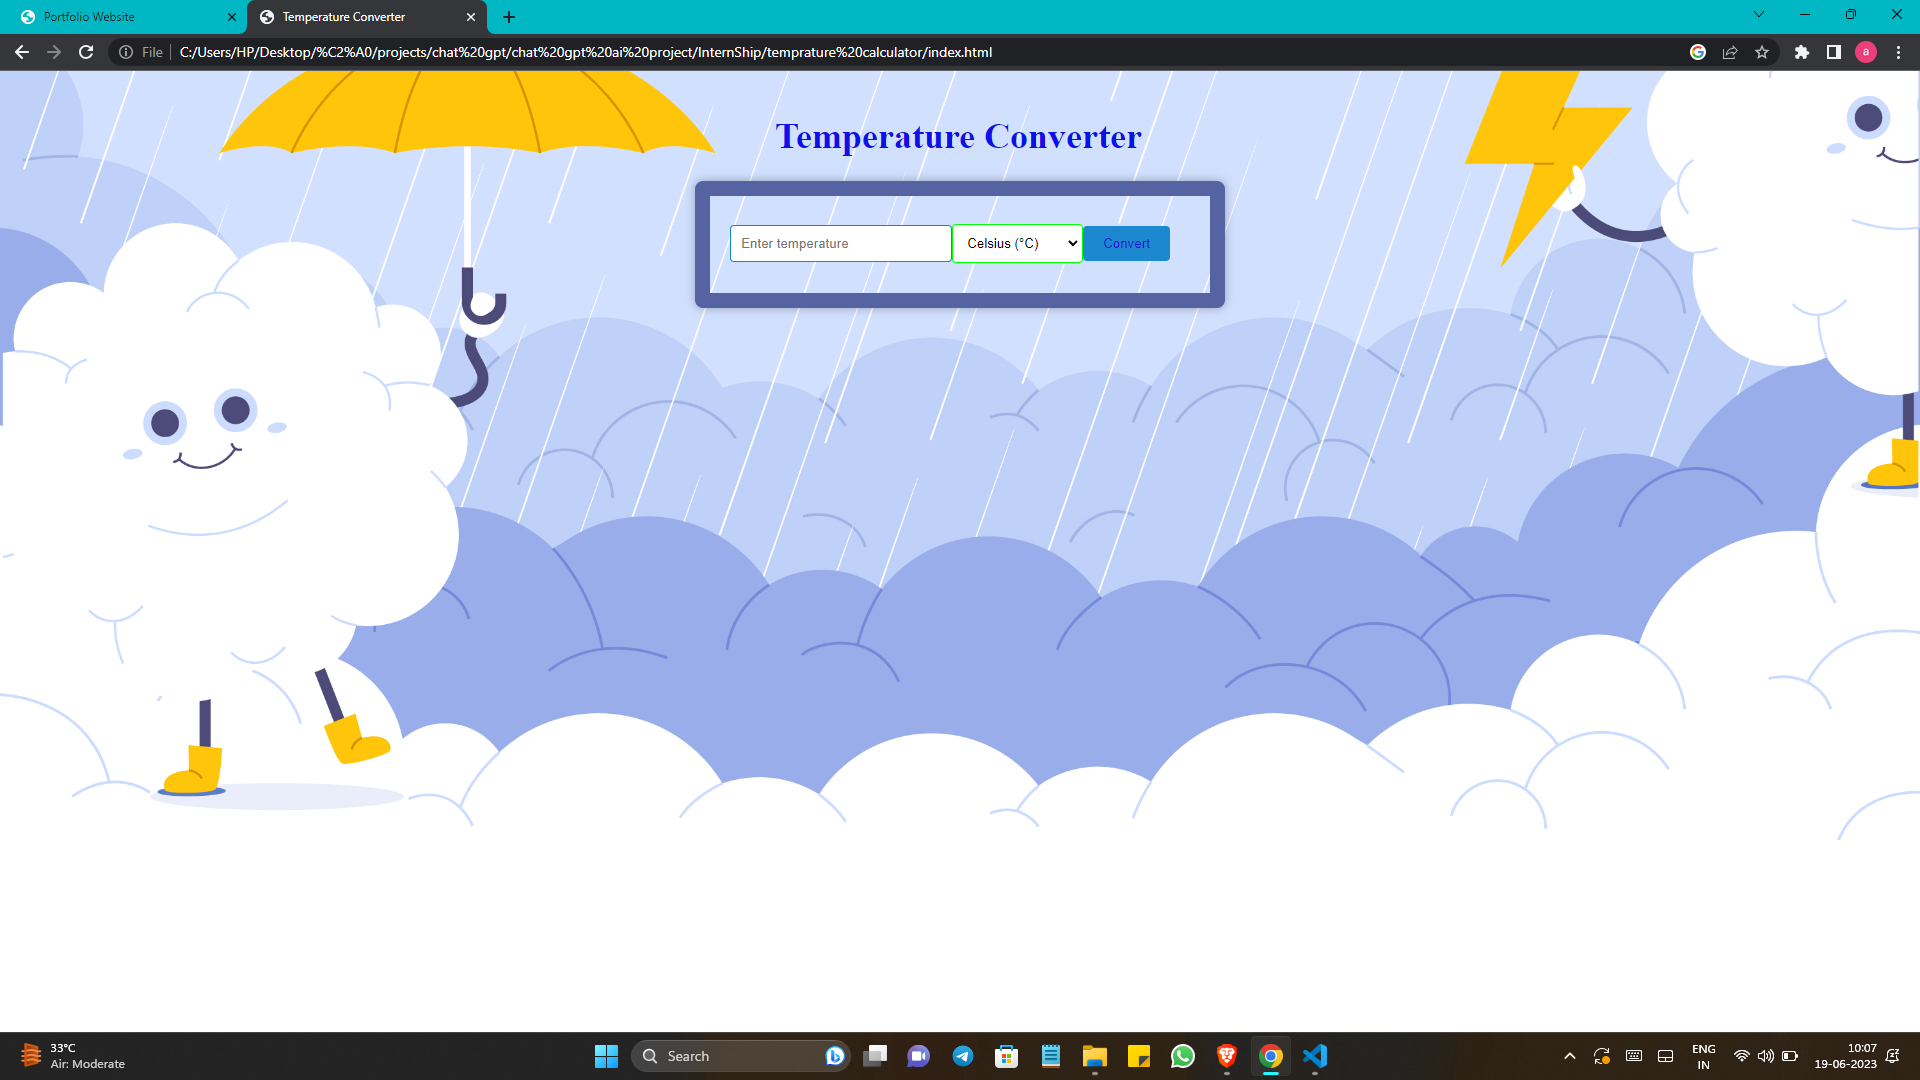 Portfolio Website
Temperature Converter
File
C:/Users/HP/Desktop/%C2%A0/projects/chat%20gpt/chat%20gpt%20ai%20project/InternShip/temprature%20calculator/index.html
a
Temperature Converter
Enter temperature
Celsius (°C)
Convert
33°C
Air: Moderate
Search
ENG
IN
10:07
19-06-2023